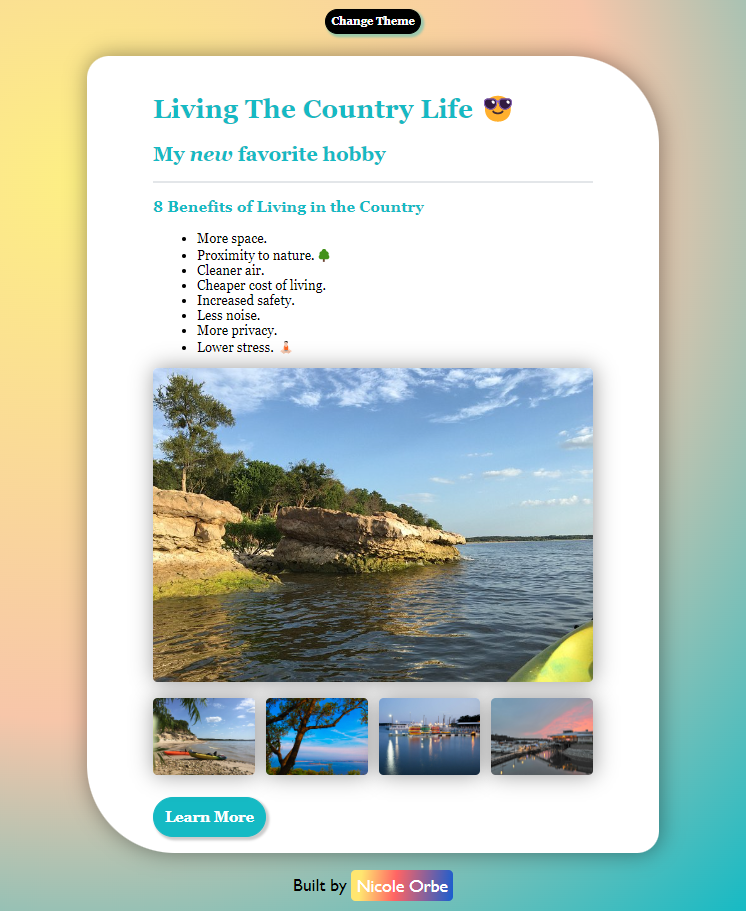 Change Theme
Living The Country Life 😎
My new favorite hobby
8 Benefits of Living in the Country
More space.
Proximity to nature. 🌳
Cleaner air.
Cheaper cost of living.
Increased safety.
Less noise.
More privacy.
Lower stress. 🧘🏻
Learn More
Built by Nicole Orbe